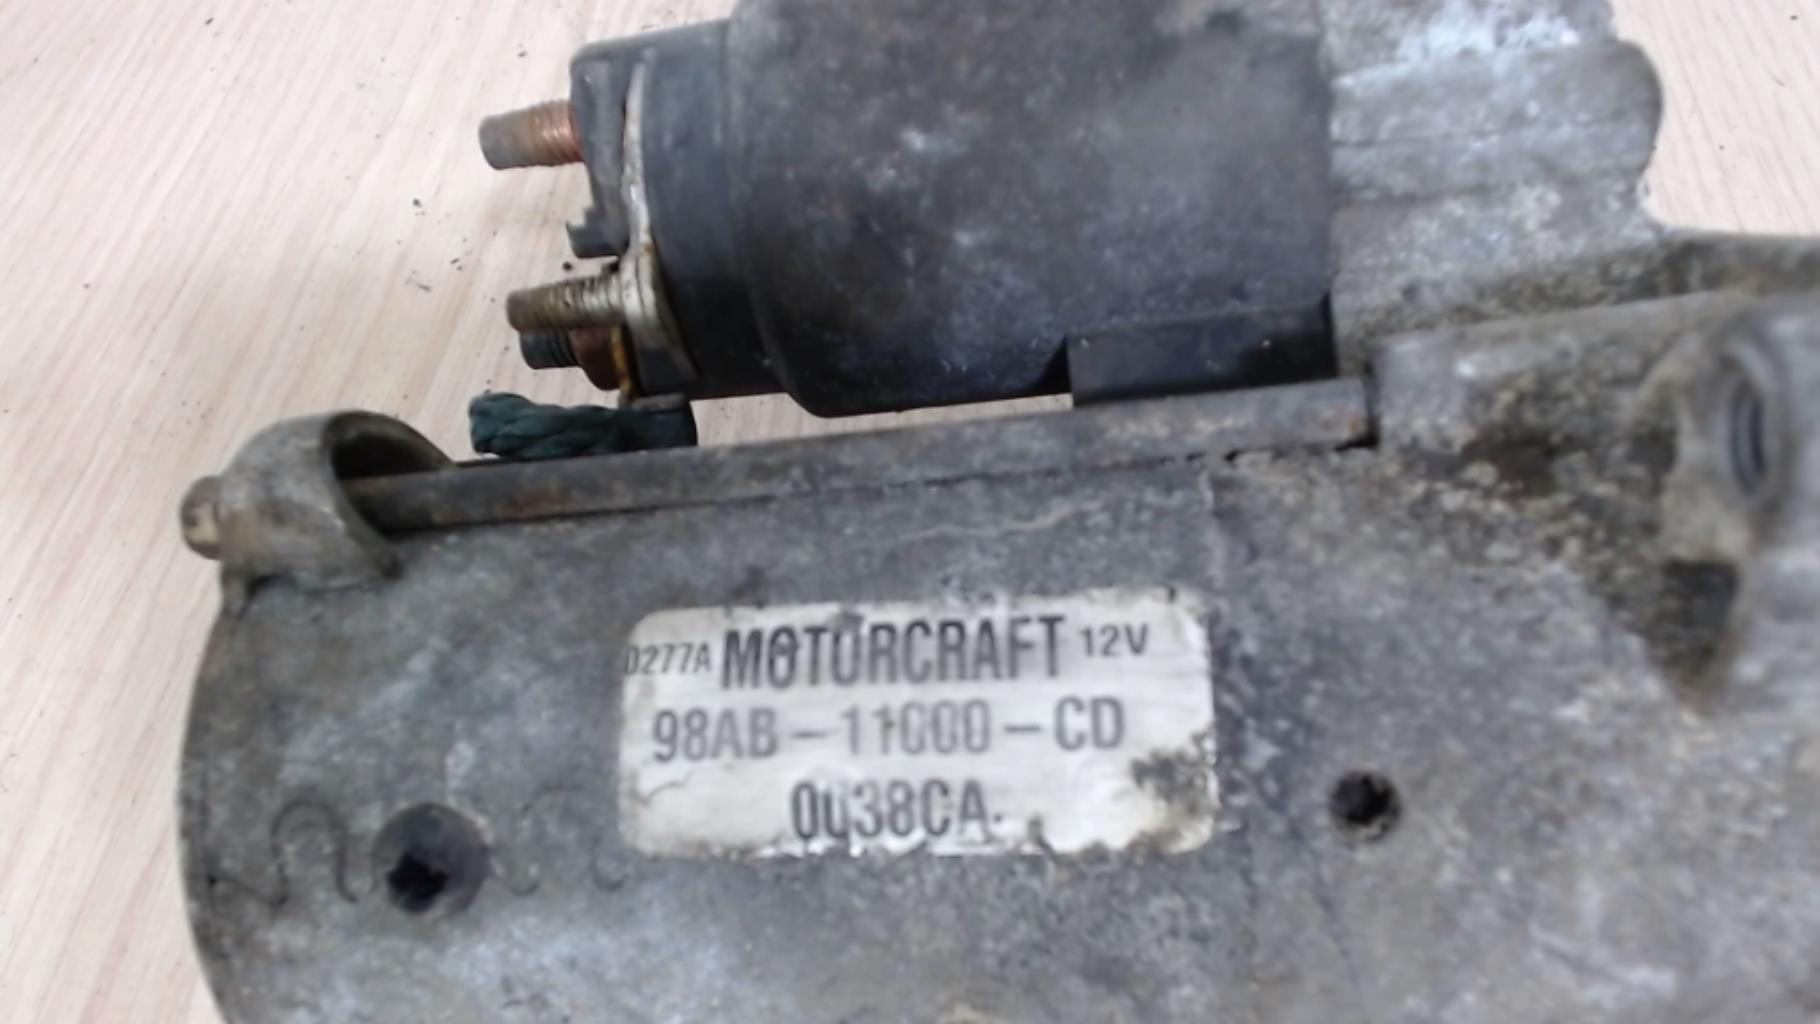 D277A MOTORCRAFT 12V
98AB-11000-CD
0038CA.